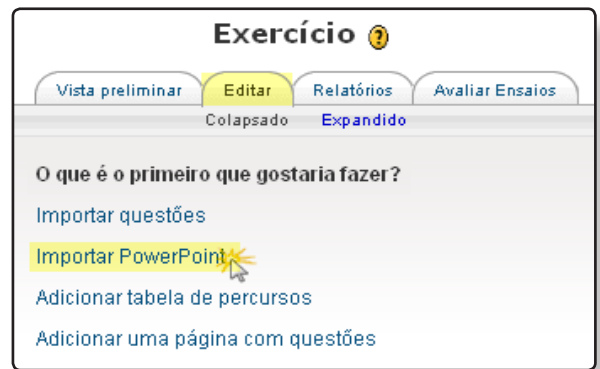 Exercício ?
Vista preliminar Editar Relatórios Avaliar Ensaios
Colapsado Expandido
O que é o primeiro que gostaria fazer?
Importar questões
Importar PowerPoint
Adicionar tabela de percursos
Adicionar uma página com questões